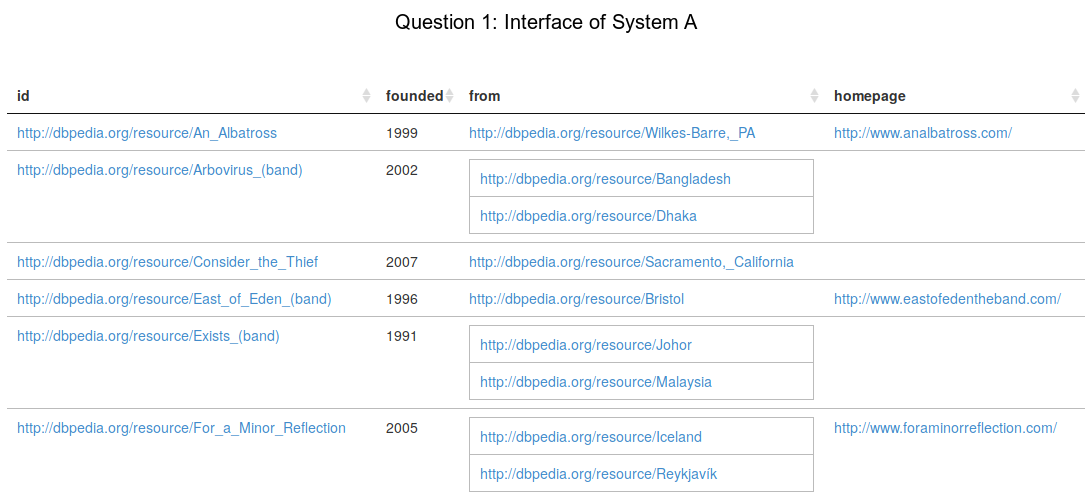 Question 1: Interface of System A
id founded from homepage
http://dbpedia.org/resource/An_Albatross 1999 http://dbpedia.org/resource/Wilkes-Barre,_PA http://www.analbatross.com/
http://dbpedia.org/resource/Arbovirus_(band) 2002 http://dbpedia.org/resource/Bangladesh
http://dbpedia.org/resource/Dhaka
http://dbpedia.org/resource/Consider_the_Thief 2007 http://dbpedia.org/resource/Sacramento,_California
http://dbpedia.org/resource/East_of_Eden_(band) 1996 http://dbpedia.org/resource/Bristol http://www.eastofedentheband.com/
http://dbpedia.org/resource/Exists_(band) 1991 http://dbpedia.org/resource/Johor
http://dbpedia.org/resource/Malaysia
http://dbpedia.org/resource/For_a_Minor_Reflection 2005 http://dbpedia.org/resource/Iceland http://www.foraminorreflection.com/
http://dbpedia.org/resource/Reykjavík